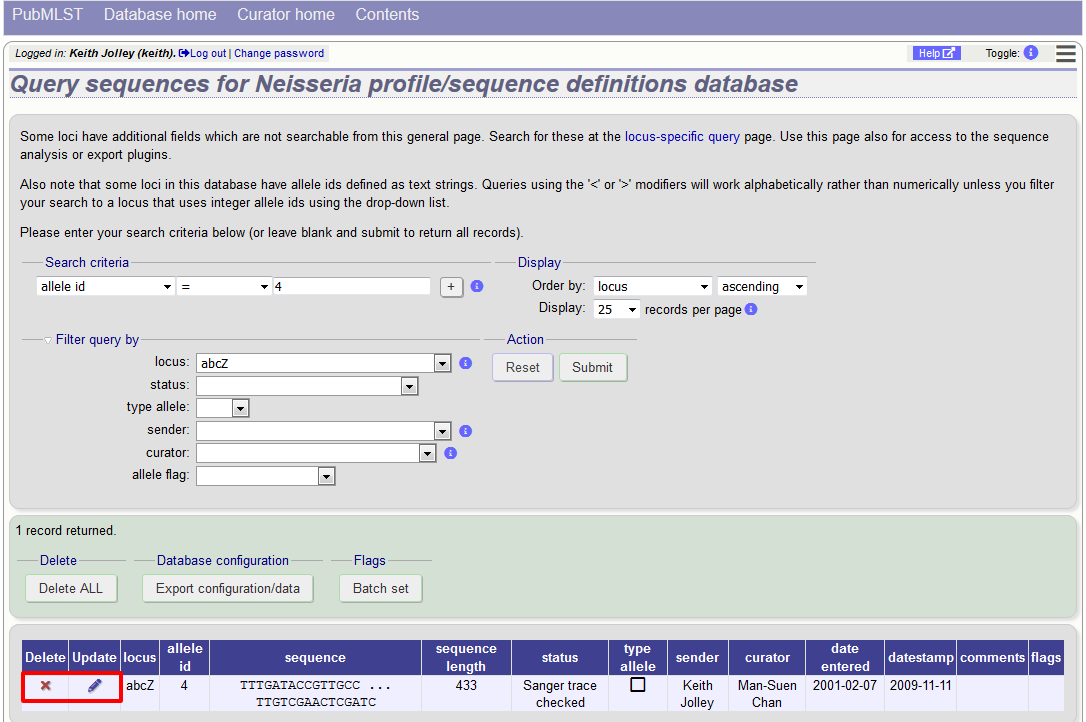 PubMLST Database home Curator home Contents
Logged in: Keith Jolley (keith). Log out | Change password Help Toggle: i
Query sequences for Neisseria profile/sequence definitions database
Some loci have additional fields which are not searchable from this general page. Search for these at the locus-specific query page. Use this page also for access to the sequence
analysis or export plugins.
Also note that some loci in this database have allele ids defined as text strings. Queries using the '<' or '>' modifiers will work alphabetically rather than numerically unless you filter
your search to a locus that uses integer allele ids using the drop-down list.
Please enter your search criteria below (or leave blank and submit to return all records).
Search criteria Display
allele id = 4 + i Order by: locus ascending
Display: 25 records per page i
Filter query by Action
locus: abcZ i Reset Submit
status:
type allele:
sender: i
curator: i
allele flag:
1 record returned.
Delete Database configuration Flags
Delete ALL Export configuration/data Batch set
Delete Update locus allele id sequence sequence length status type allele sender curator date entered datestamp comments flags
abcZ 4 TTTGATACCGTTGCC ... 433 Sanger trace Keith Man-Suen 2001-02-07 2009-11-11
TTGTCGAACTCGATC checked Jolley Chan